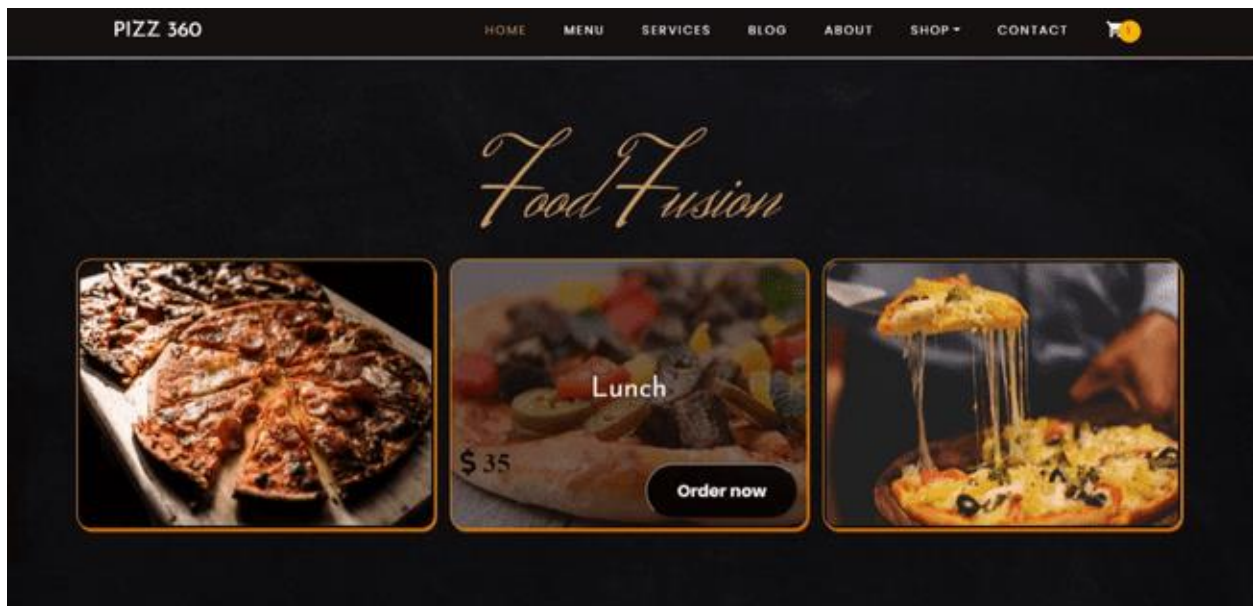 PIZZ 360 HOME MENU SERVICES BLOG ABOUT SHOP CONTACT
Food Fusion
Lunch
$ 35
Order now